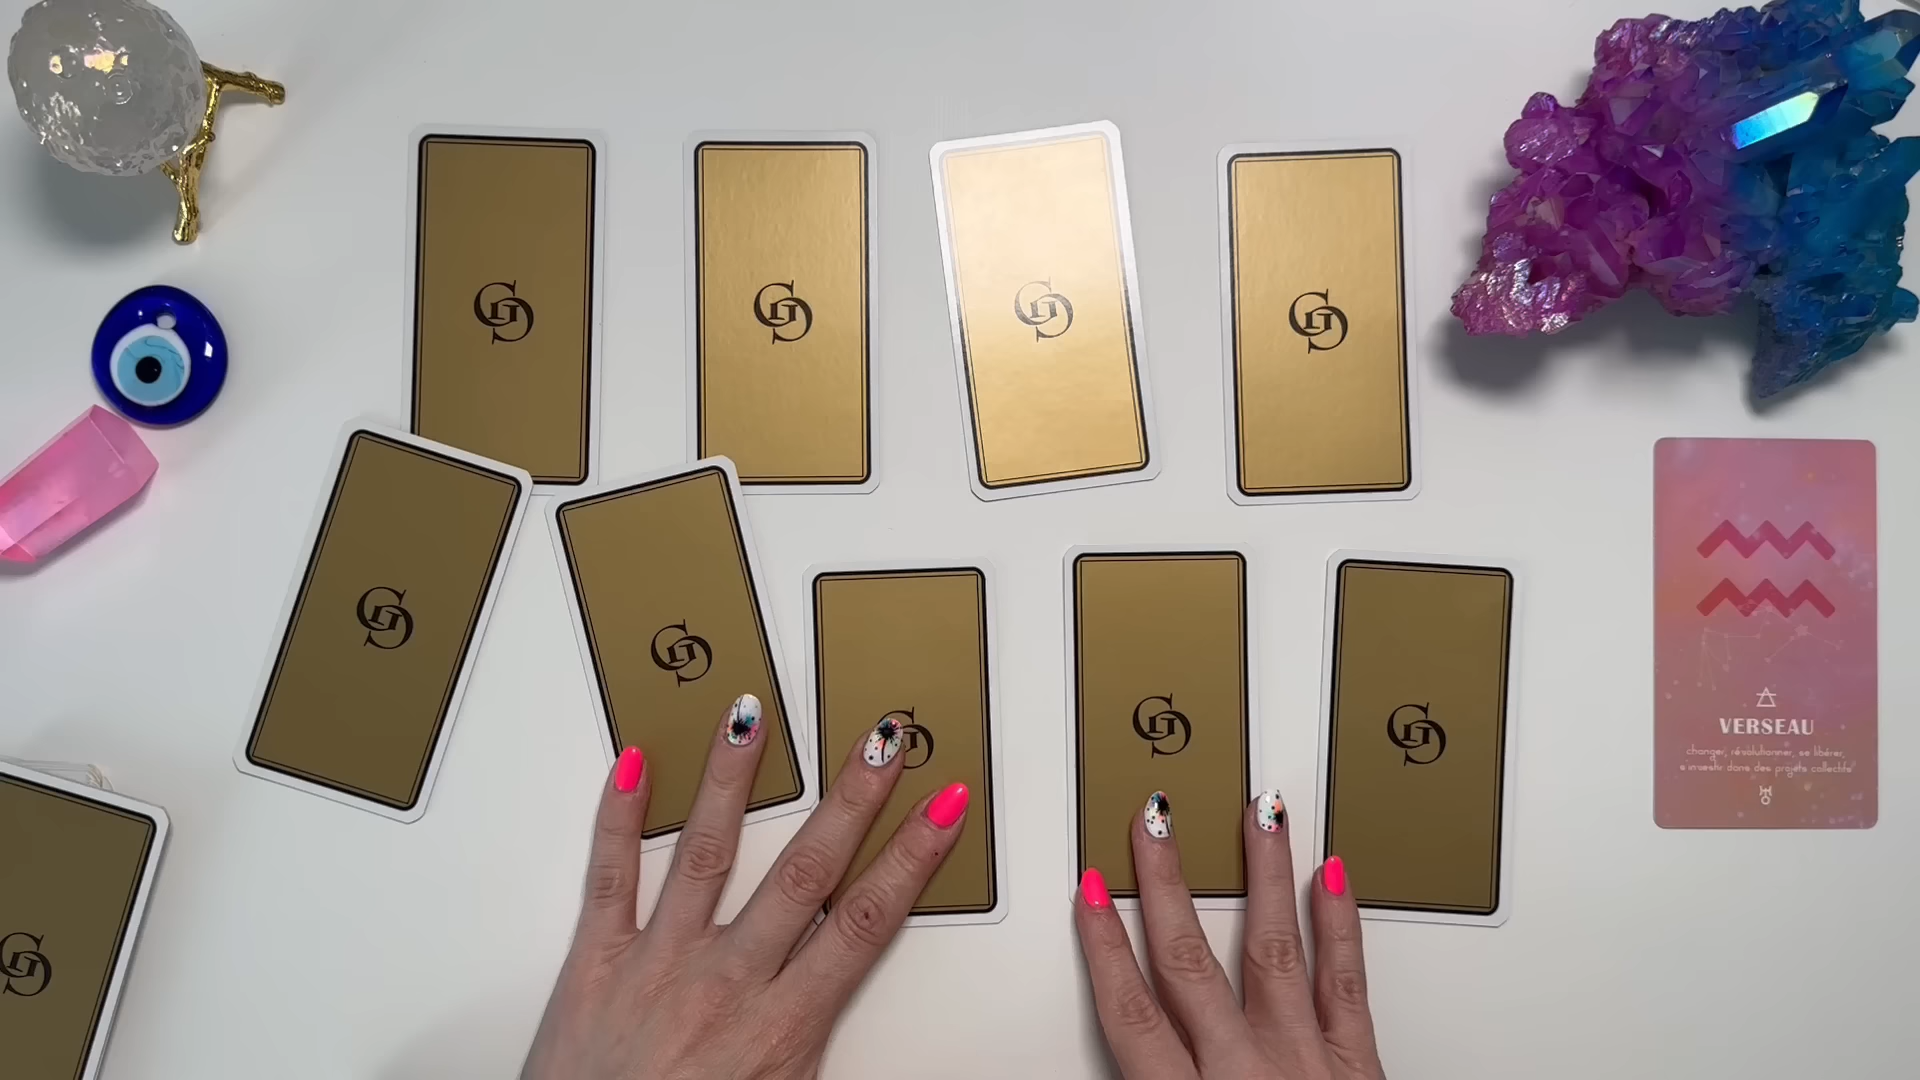 VERSEAU
changer, révolutionner, se libérer,
s'investir dans des projets collectifs